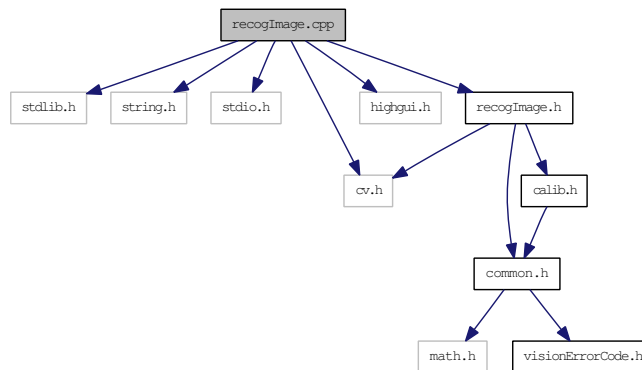 recogImage.cpp
stdlib.h
string.h
stdio.h
highgui.h
recogImage.h
cv.h
calib.h
common.h
math.h
visionErrorCode.h